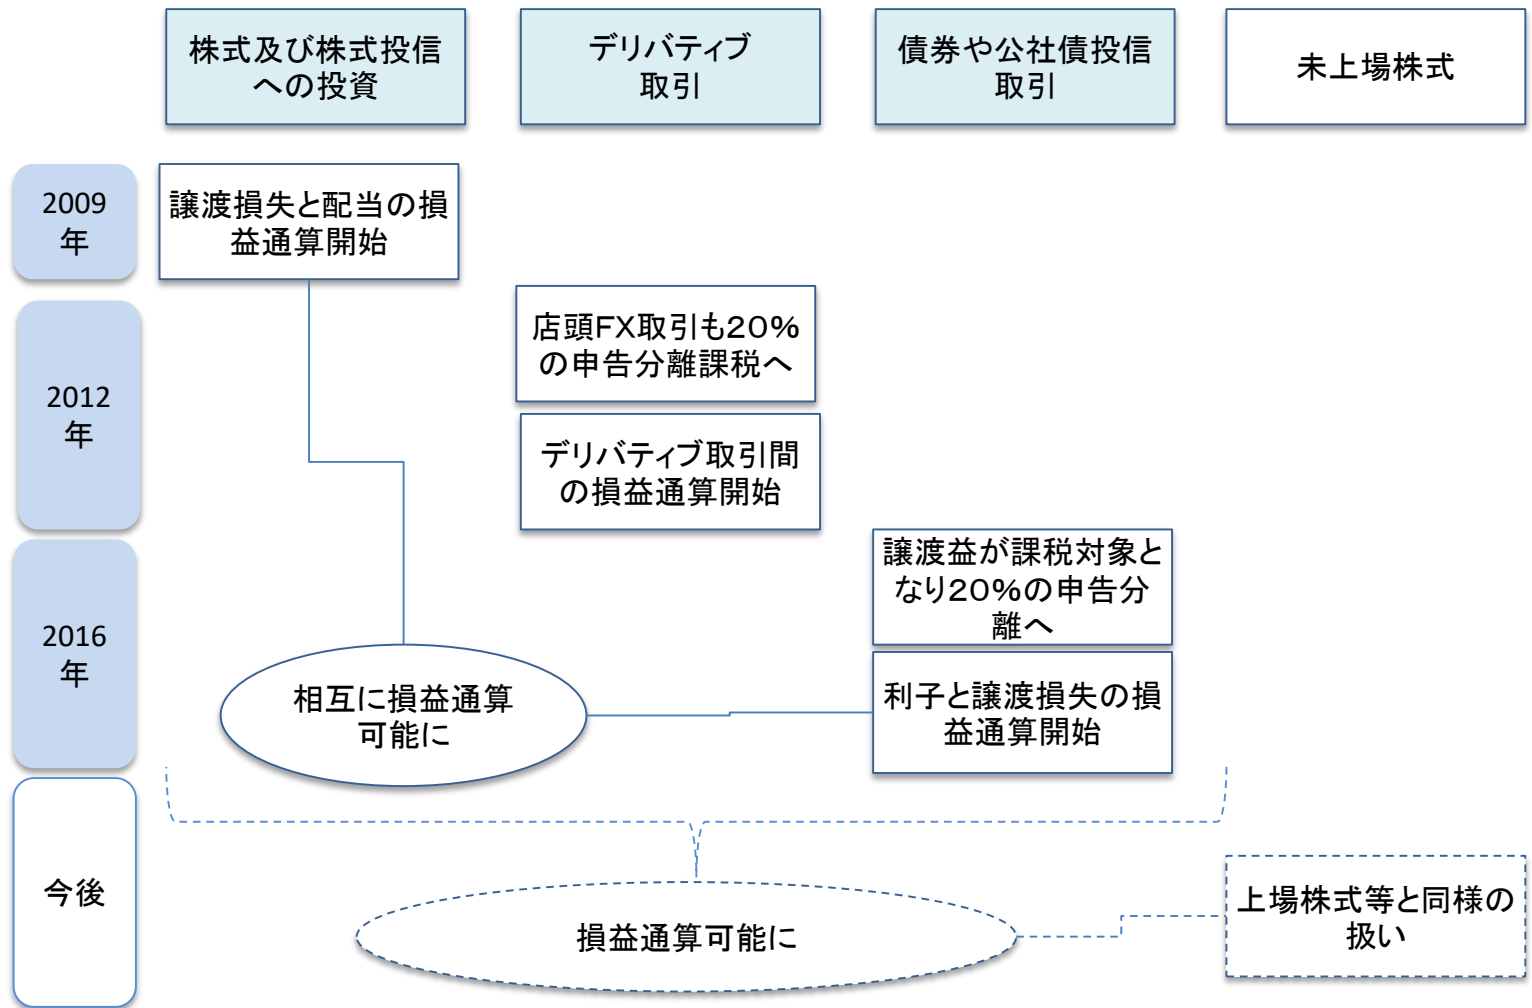 株式及び株式投信
への投資
デリバティブ
取引
債券や公社債投信
取引
未上場株式
2009
年
譲渡損失と配当の損
益通算開始
2012
年
店頭FX取引も20%
の申告分離課税へ
デリバティブ取引間
の損益通算開始
2016
年
譲渡益が課税対象と
なり20%の申告分
離へ
相互に損益通算
可能に
利子と譲渡損失の損
益通算開始
今後
損益通算可能に
上場株式等と同様の
扱い